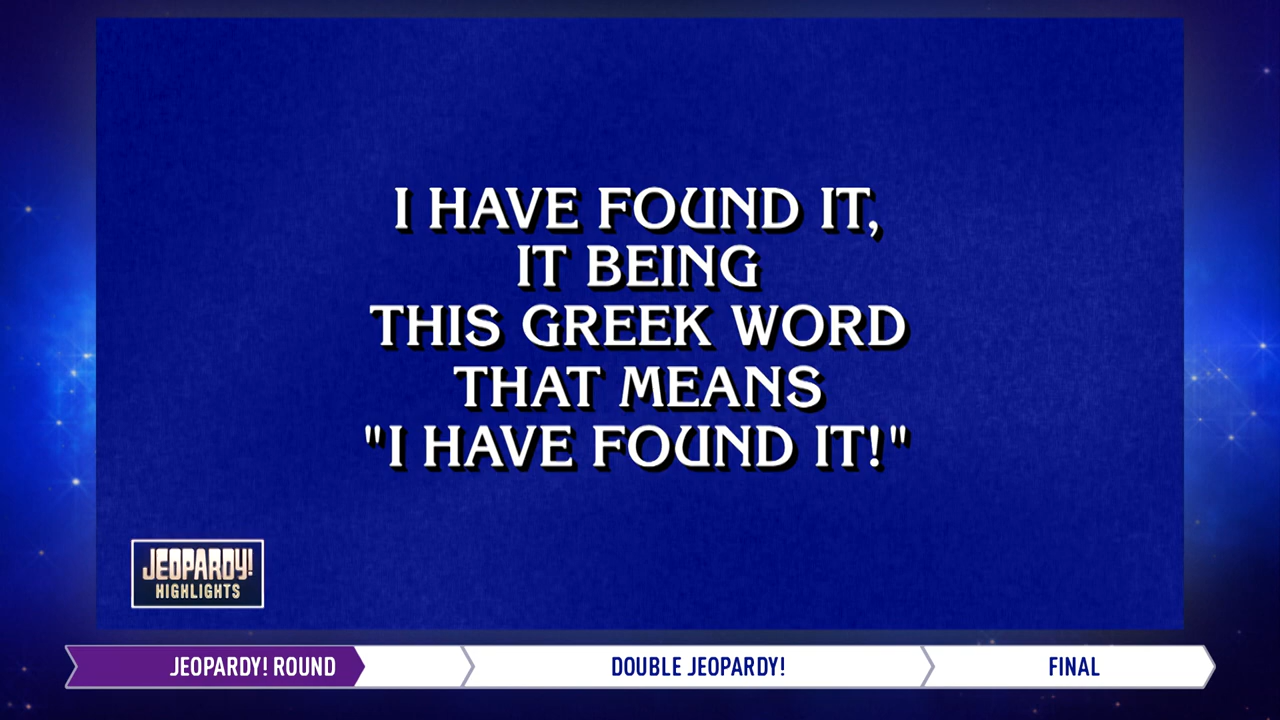 I HAVE FOUND IT,
IT BEING
THIS GREEK WORD
THAT MEANS
"I HAVE FOUND IT!"
JEOPARDY!
HIGHLIGHTS
JEOPARDY! ROUND
DOUBLE JEOPARDY!
FINAL